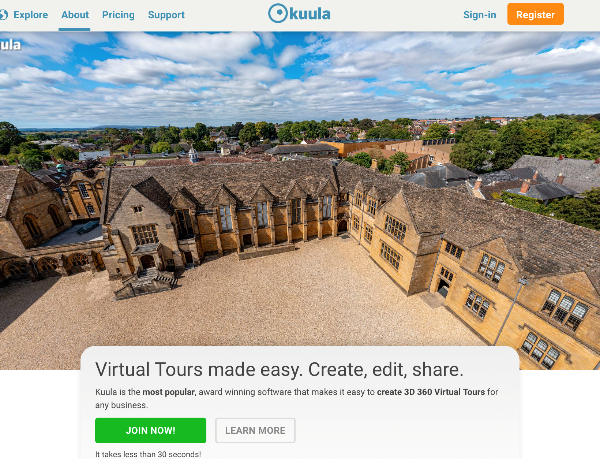 Explore About Pricing Support kuula Sign-in Register
ula
Virtual Tours made easy. Create, edit, share.
Kuula is the most popular, award winning software that makes it easy to create 3D 360 Virtual Tours for
any business.
JOIN NOW! LEARN MORE
It takes less than 30 seconds!